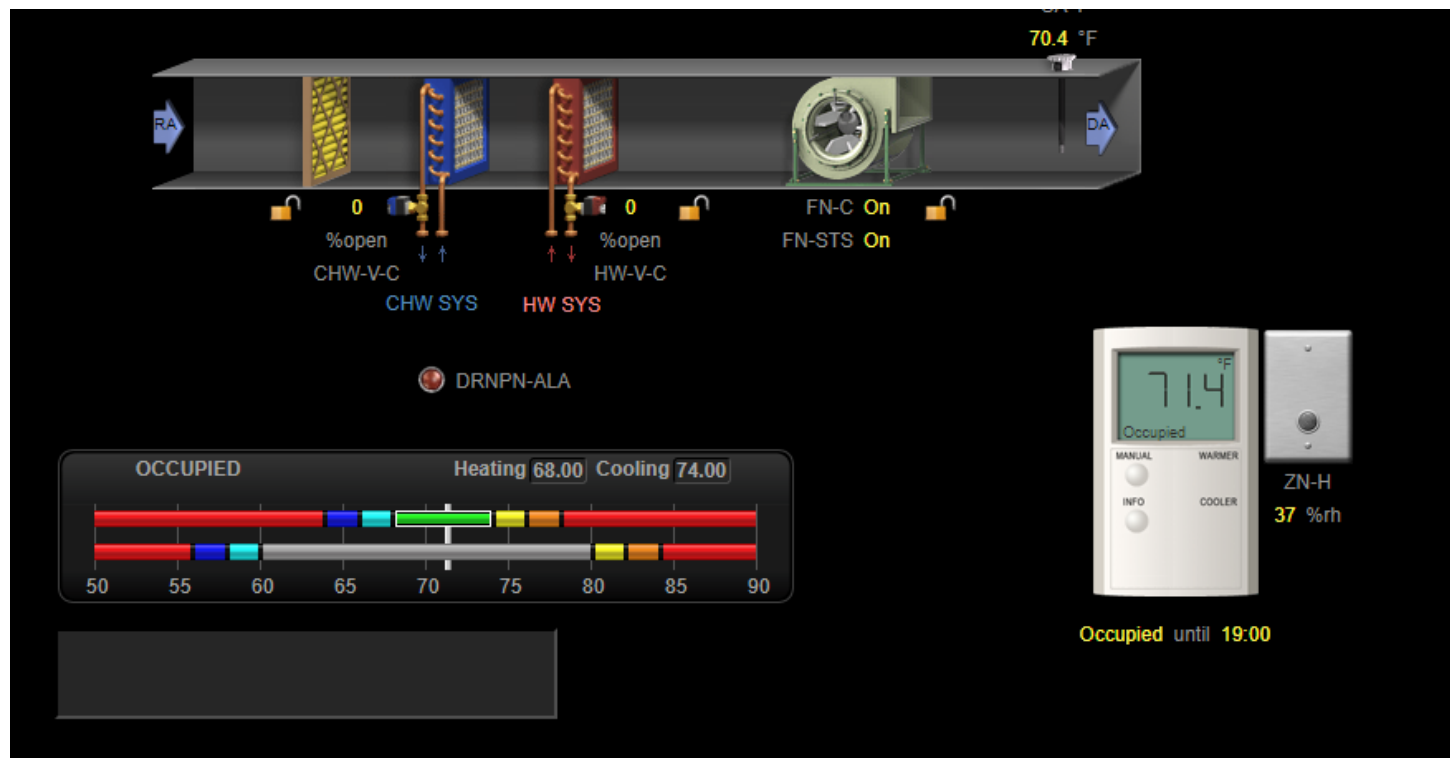 70.4 °F
RA
DA
0
0
FN-C On
%open
%open
FN-STS On
CHW-V-C
HW-V-C
CHW SYS
HW SYS
DRNPN-ALA
°F
71.4
Occupied
MANUAL WARMER
INFO COOLER
ZN-H
37 %rh
OCCUPIED Heating 68.00 Cooling 74.00
50 55 60 65 70 75 80 85 90
Occupied until 19:00